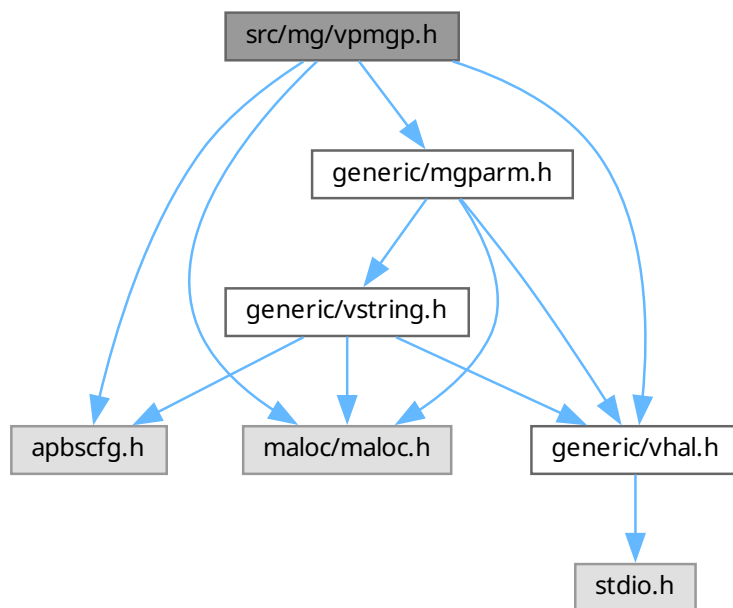 src/mg/vpmgp.h
generic/mgparm.h
generic/vstring.h
apbscfg.h
maloc/maloc.h
generic/vhal.h
stdio.h